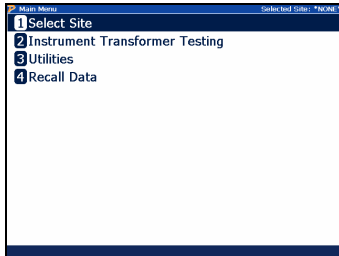 Main Menu Selected Site: *NONE*
1 Select Site
2 Instrument Transformer Testing
3 Utilities
4 Recall Data